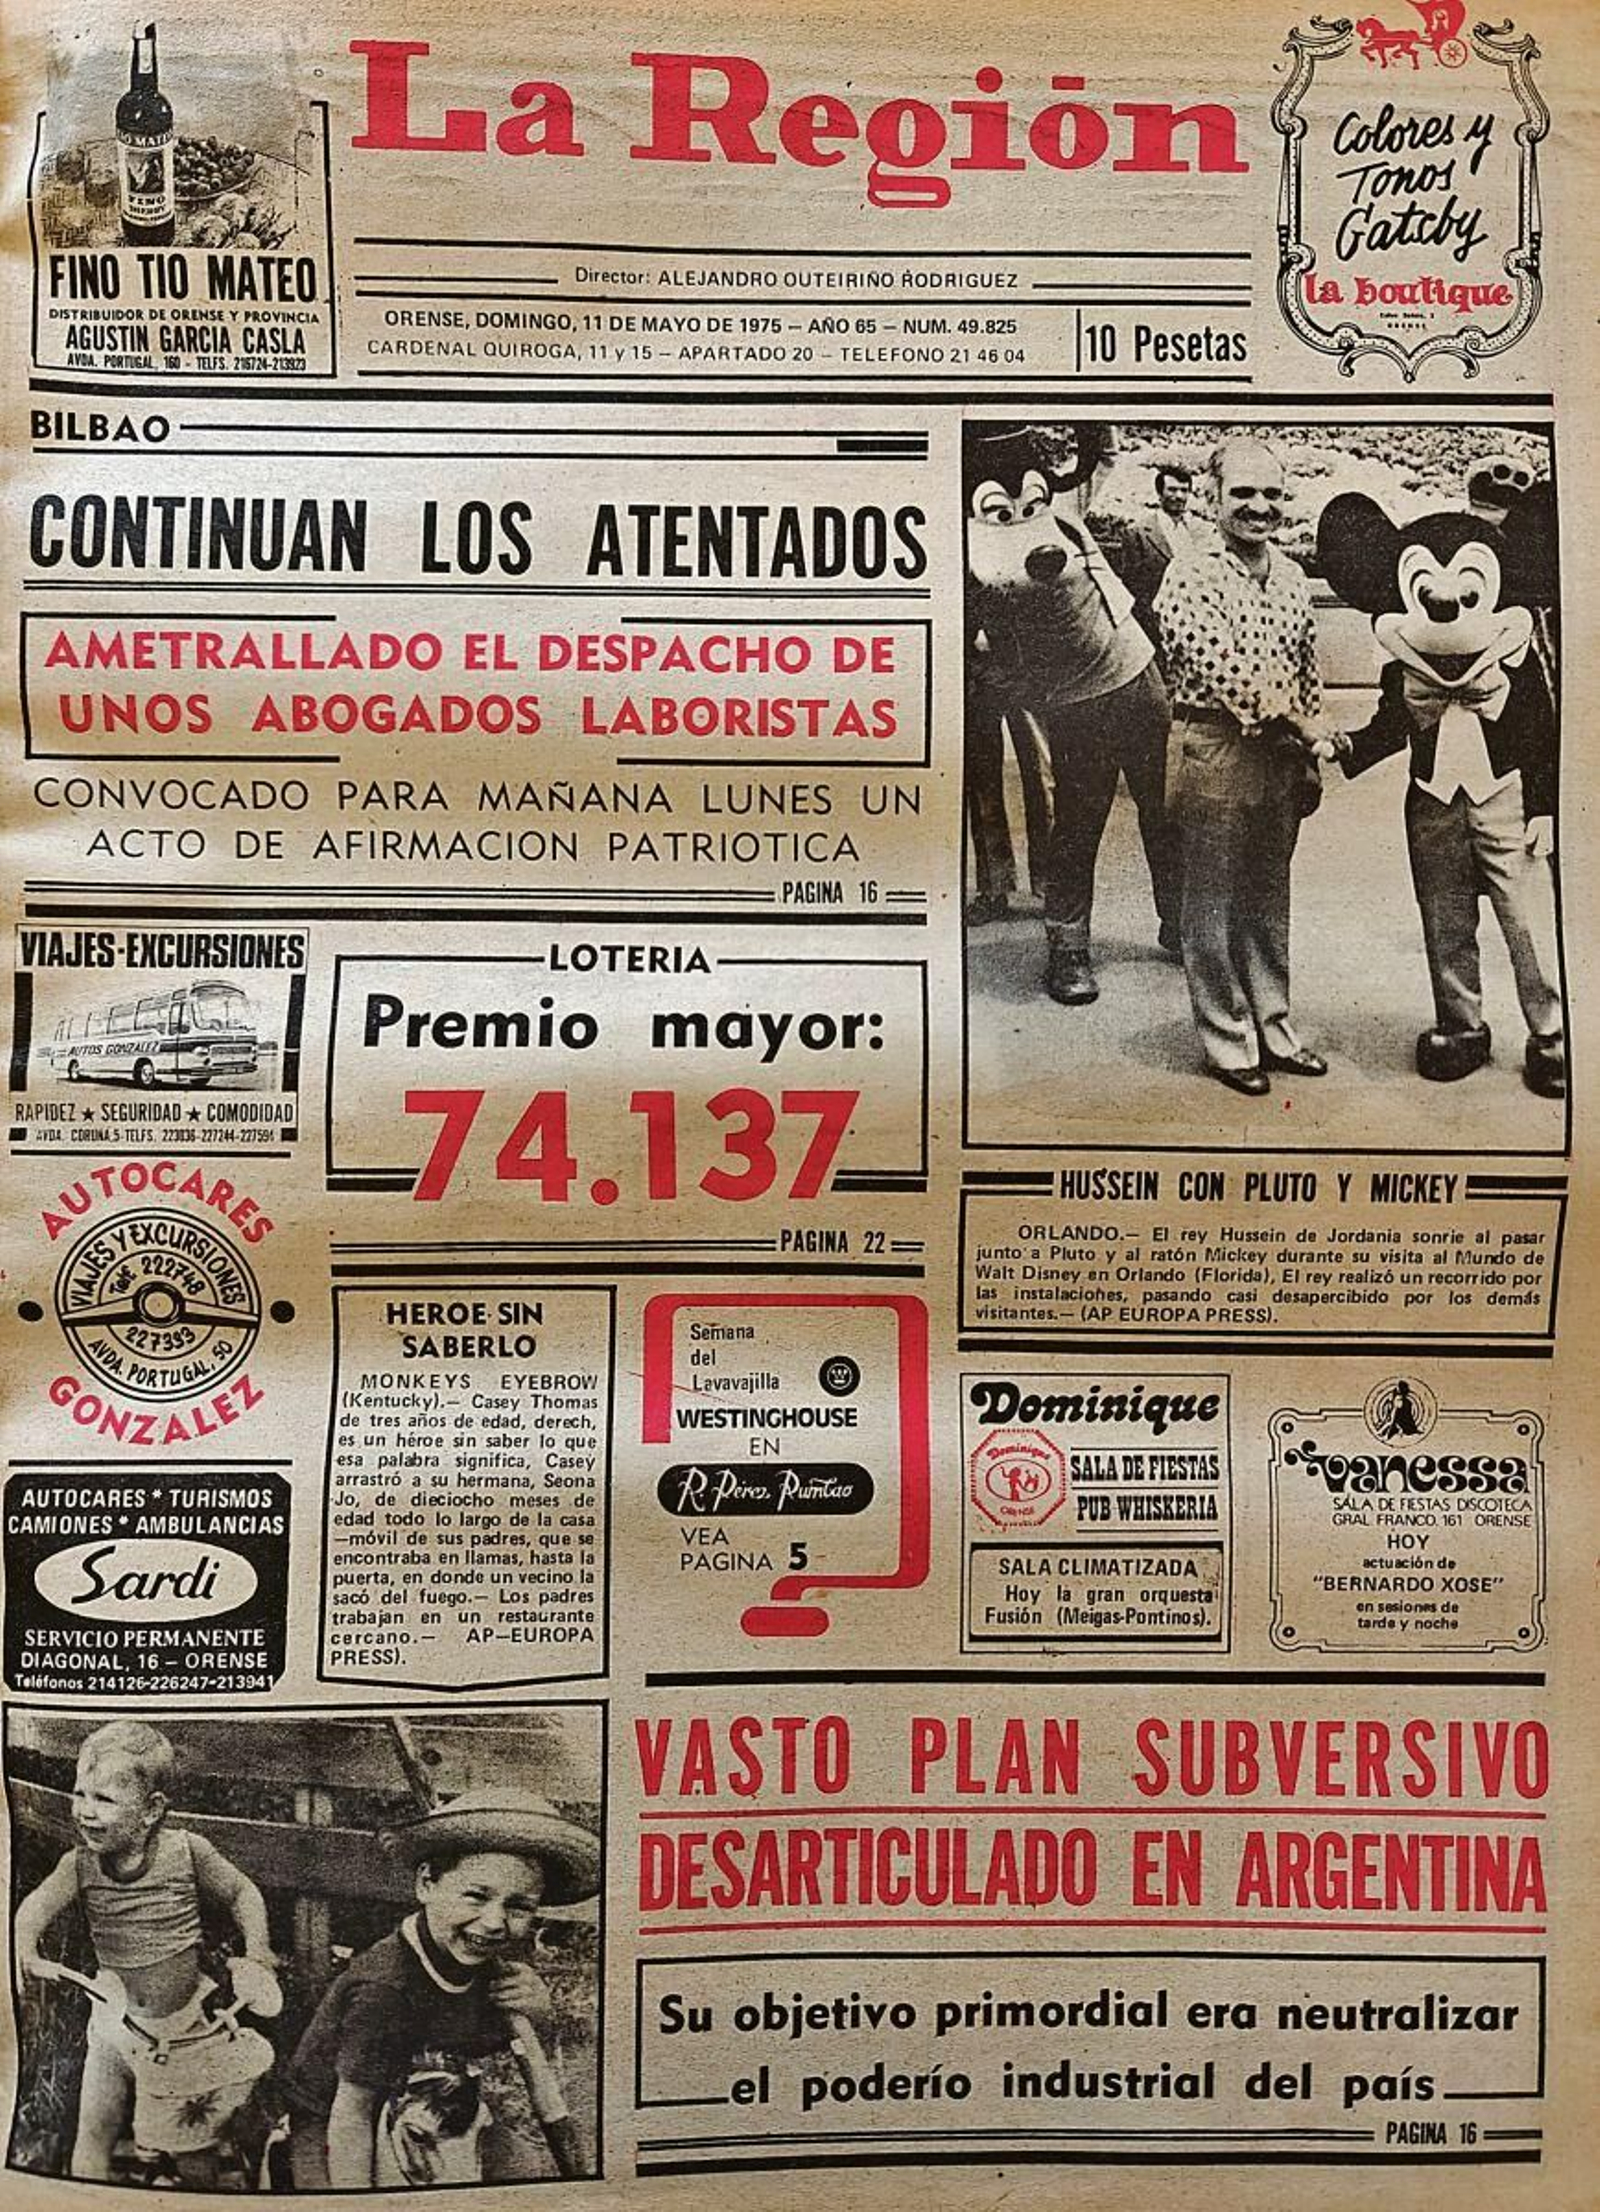 La Región
FINO TIO MATEO
DISTRIBUIDOR DE ORENSE Y PROVINCIA
AGUSTIN GARCIA CASLA
AVDA. PORTUGAL, 160 - TELFS. 216724-213923
Director: ALEJANDRO OUTEIRIÑO RODRIGUEZ
ORENSE, DOMINGO, 11 DE MAYO DE 1975 – AÑO 65 – NUM. 49.825
CARDENAL QUIROGA, 11 y 15 – APARTADO 20 – TELEFONO 21 46 04
10 Pesetas
Colores y
Tonos
Gatsby
la boutique
ORENSE
BILBAO
CONTINUAN LOS ATENTADOS
AMETRALLADO EL DESPACHO DE
UNOS ABOGADOS LABORISTAS
CONVOCADO PARA MAÑANA LUNES UN
ACTO DE AFIRMACION PATRIOTICA
PAGINA 16
VIAJES-EXCURSIONES
AUTOS GONZALEZ
RAPIDEZ ★ SEGURIDAD ★ COMODIDAD
AVDA. CORUÑA,5-TELFS. 223036-227244-227591
AUTOCARES
VIAJES Y EXCURSIONES
Telf. 222748
227393
AVDA. PORTUGAL, 50
GONZALEZ
AUTOCARES * TURISMOS
CAMIONES * AMBULANCIAS
Sardi
SERVICIO PERMANENTE
DIAGONAL, 16 – ORENSE
Teléfonos 214126-226247-213941
LOTERIA
Premio mayor:
74.137
PAGINA 22
HEROE SIN
SABERLO
MONKEYS EYEBROW
(Kentucky).— Casey Thomas
de tres años de edad, derech,
es un héroe sin saber lo que
esa palabra significa, Casey
arrastró a su hermana, Seona
Jo, de dieciocho meses de
edad todo lo largo de la casa
—móvil de sus padres, que se
encontraba en llamas, hasta la
puerta, en donde un vecino la
sacó del fuego.— Los padres
trabajan en un restaurante
cercano.— AP—EUROPA
PRESS).
Semana
del
Lavavajilla
WESTINGHOUSE
EN
R. Pérez Rumbao
VEA
PAGINA 5
HUSSEIN CON PLUTO Y MICKEY
ORLANDO.— El rey Hussein de Jordania sonrie al pasar
junto a Pluto y al ratón Mickey durante su visita al Mundo de
Walt Disney en Orlando (Florida), El rey realizó un recorrido por
las instalaciones, pasando casi desapercibido por los demás
visitantes.— (AP EUROPA PRESS).
Dominique
Dominique
ORENSE
SALA DE FIESTAS
PUB WHISKERIA
SALA CLIMATIZADA
Hoy la gran orquesta
Fusión (Meigas-Pontinos).
vanessa
SALA DE FIESTAS DISCOTECA
GRAL FRANCO. 161 ORENSE
HOY
actuación de
"BERNARDO XOSE"
en sesiones de
tarde y noche
VASTO PLAN SUBVERSIVO
DESARTICULADO EN ARGENTINA
Su objetivo primordial era neutralizar
el poderío industrial del país
PAGINA 16